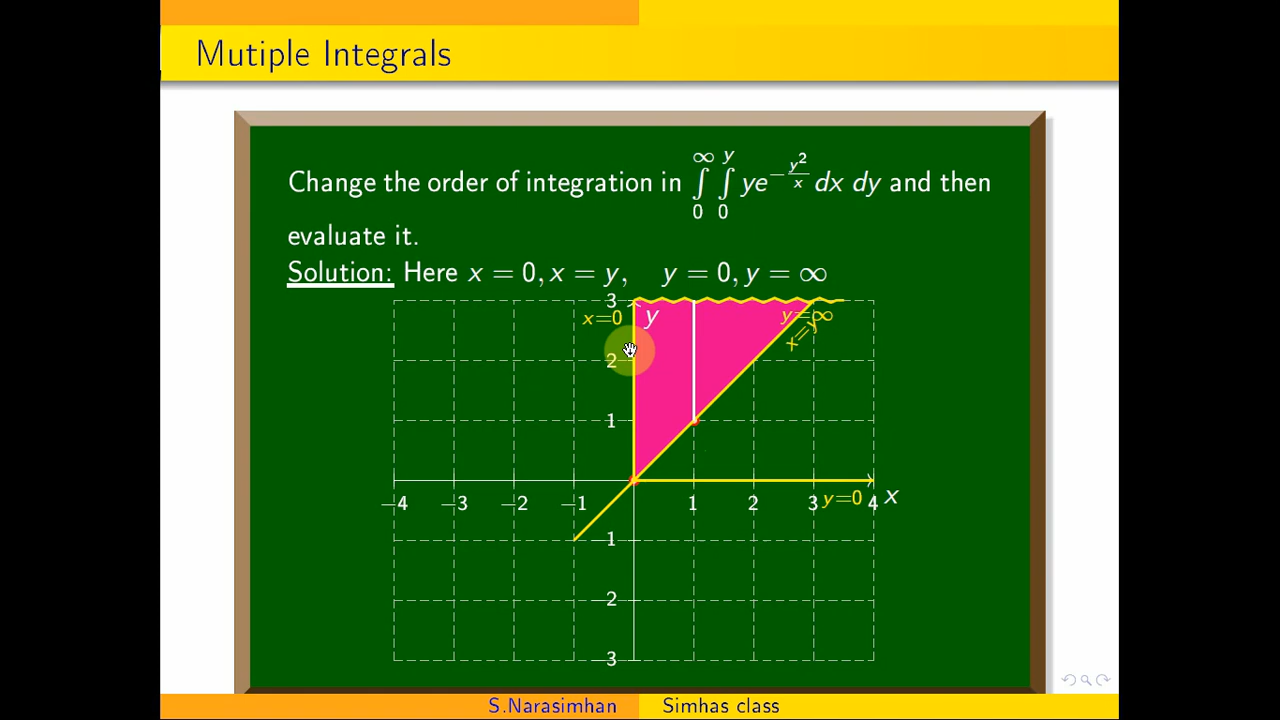 Mutiple Integrals
Change the order of integration in ∫₀^∞ ∫₀^y ye^{−y²/x} dx dy and then
evaluate it.
Solution: Here x = 0, x = y, y = 0, y = ∞
3
x=0 y y=∞
x=y
2
1
−4 −3 −2 −1 1 2 3 y=0 4 x
−1
−2
−3
S.Narasimhan Simhas class